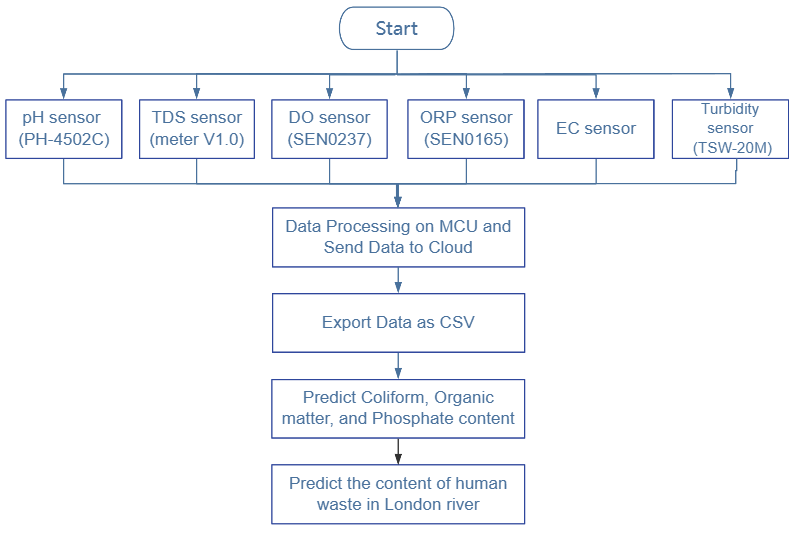 Start
pH sensor
(PH-4502C)
TDS sensor
(meter V1.0)
DO sensor
(SEN0237)
ORP sensor
(SEN0165)
EC sensor
Turbidity
sensor
(TSW-20M)
Data Processing on MCU and
Send Data to Cloud
Export Data as CSV
Predict Coliform, Organic
matter, and Phosphate content
Predict the content of human
waste in London river